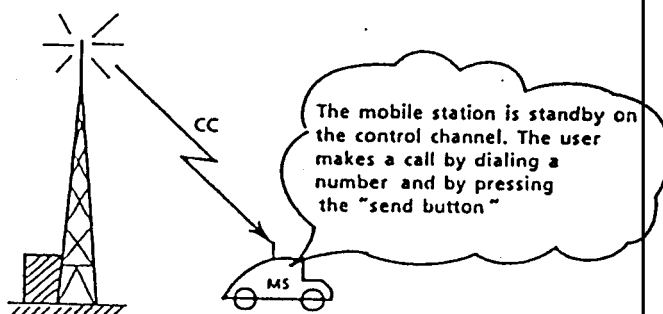 CC
The mobile station is standby on
the control channel. The user
makes a call by dialing a
number and by pressing
the "send button"
MS